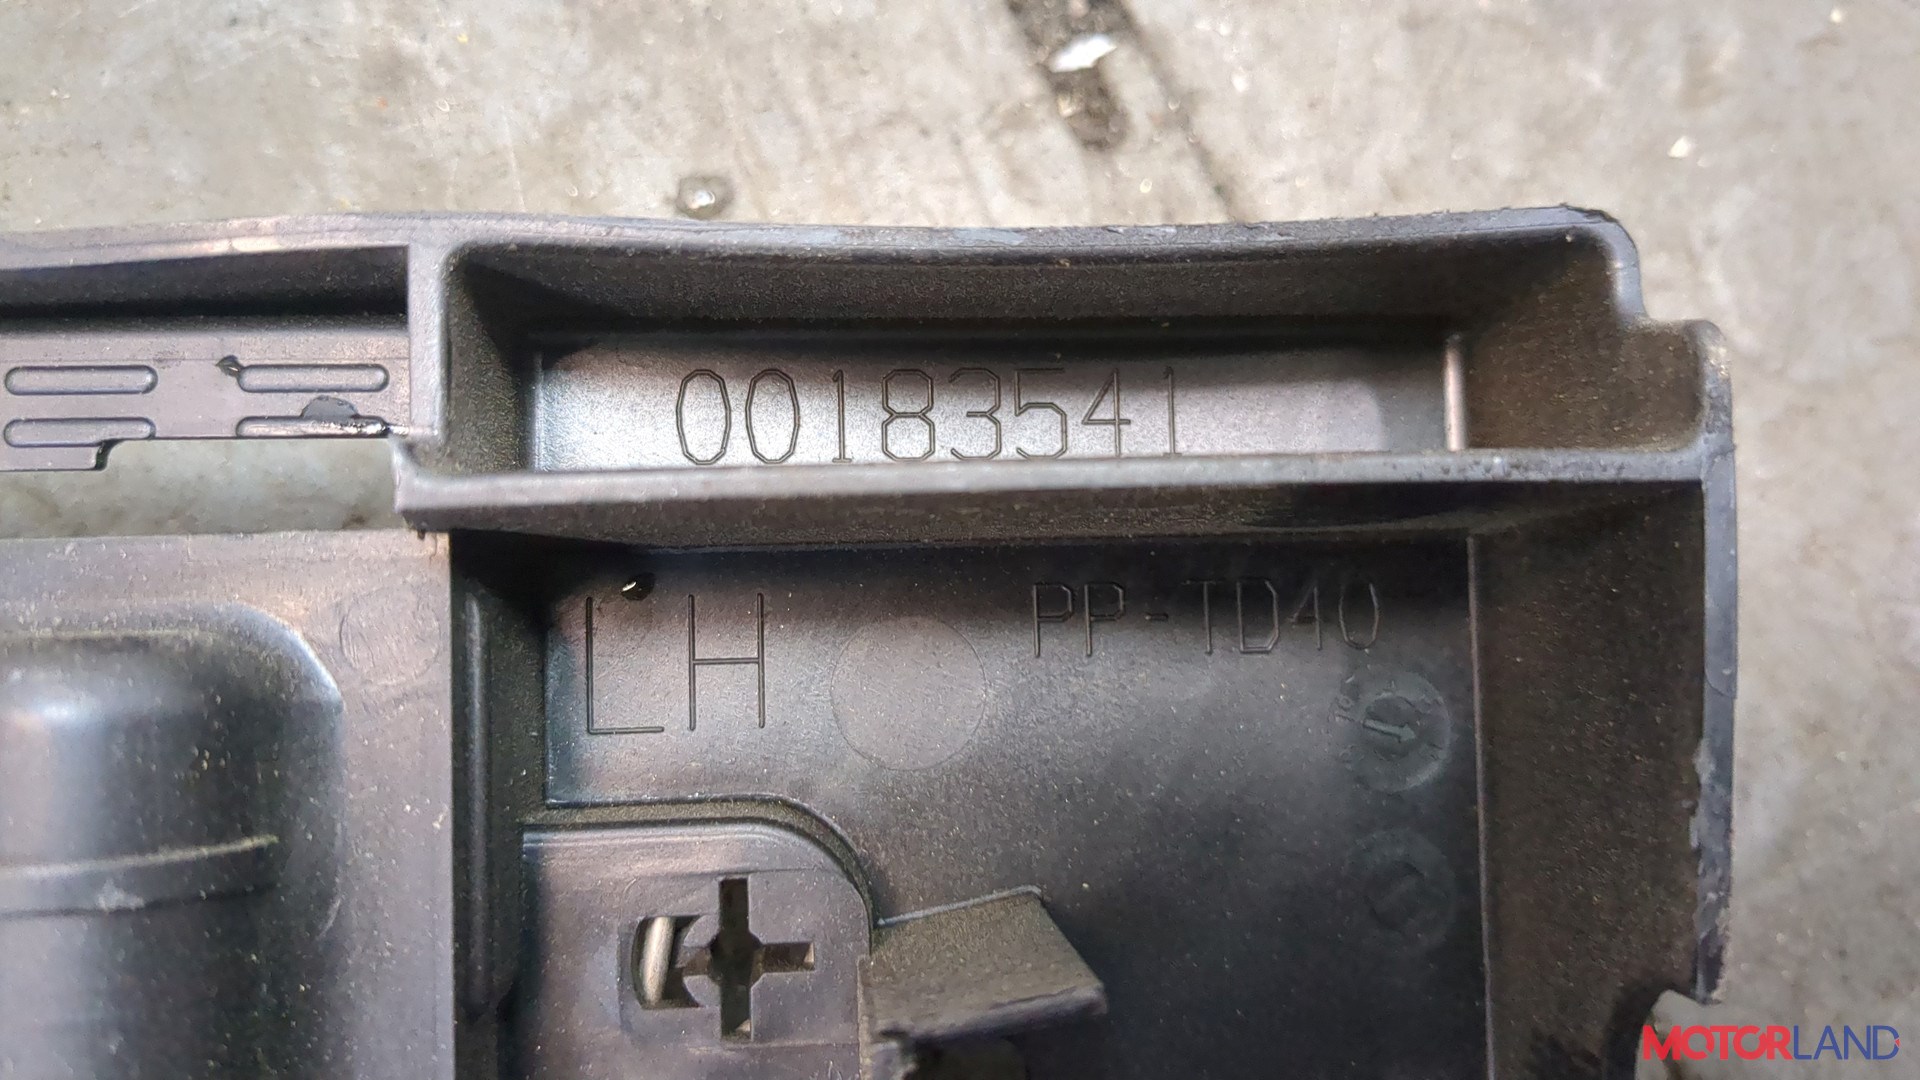 00183541
LH
PP-TD40
MOTORLAND